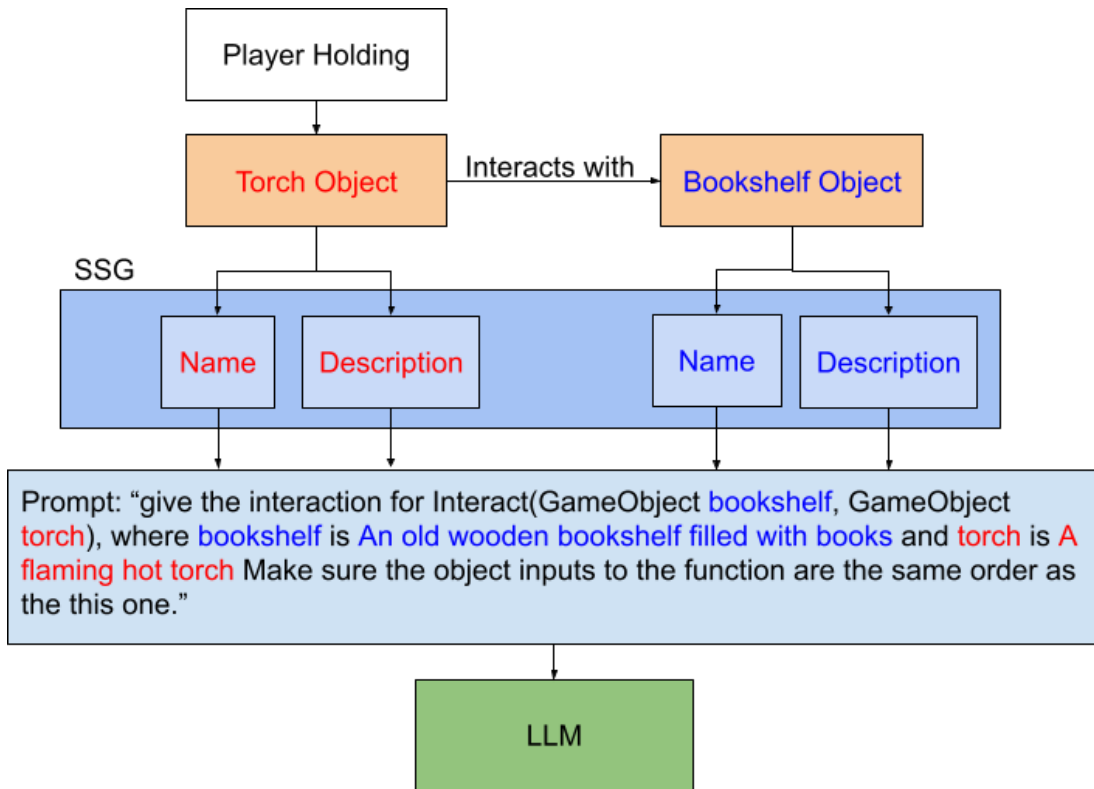 Player Holding
Torch Object
Interacts with
Bookshelf Object
SSG
Name
Description
Name
Description
Prompt: “give the interaction for Interact(GameObject bookshelf, GameObject
torch), where bookshelf is An old wooden bookshelf filled with books and torch is A
flaming hot torch Make sure the object inputs to the function are the same order as
the this one.”
LLM